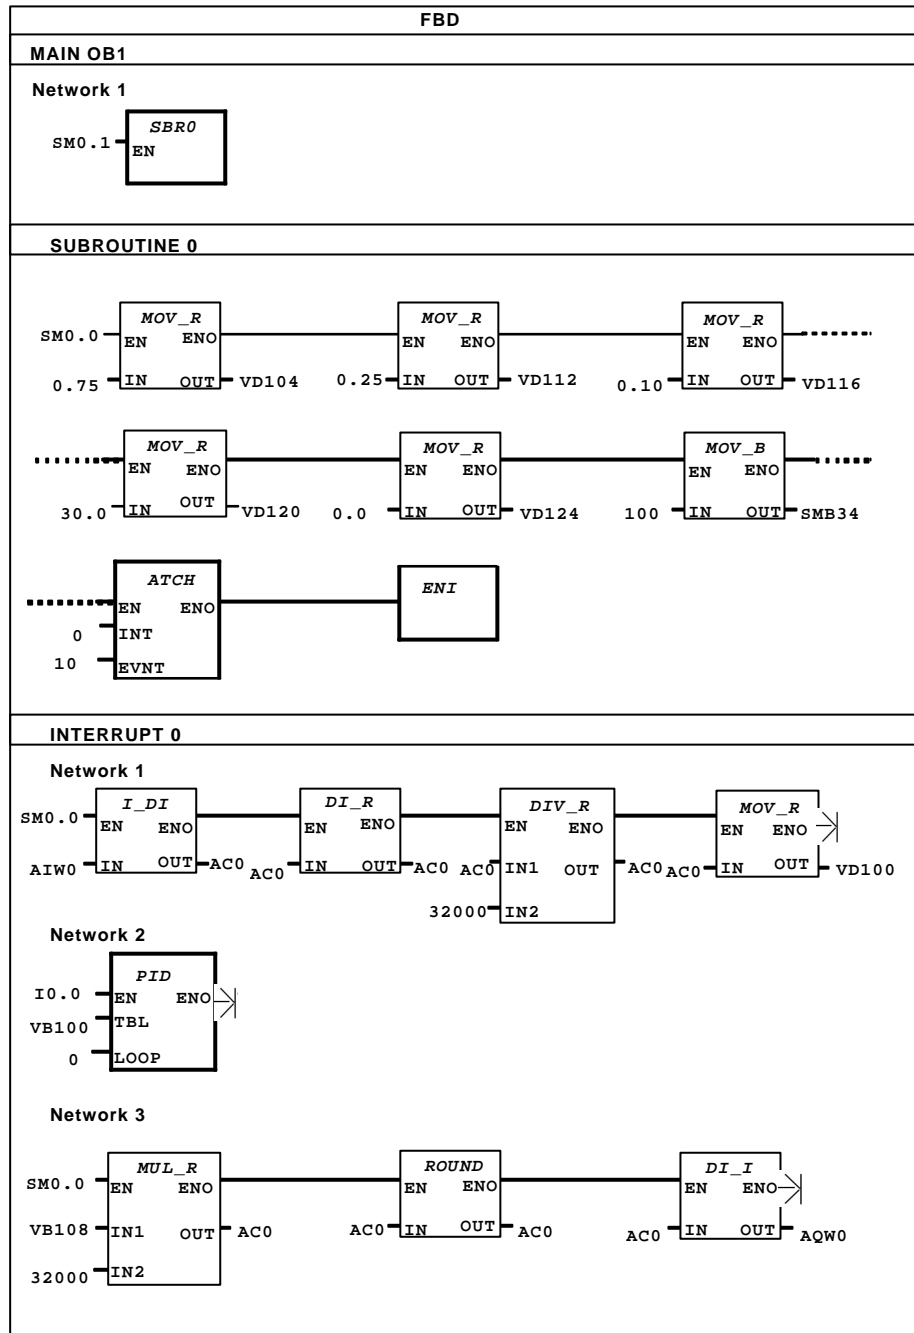 FBD
MAIN OB1
Network 1
SBR0
SM0.1 EN
SUBROUTINE 0
MOV_R MOV_R MOV_R
SM0.0 EN ENO EN ENO EN ENO
0.75 IN OUT VD104 0.25 IN OUT VD112 0.10 IN OUT VD116
MOV_R MOV_R MOV_B
EN ENO EN ENO EN ENO
30.0 IN OUT VD120 0.0 IN OUT VD124 100 IN OUT SMB34
ATCH ENI
EN ENO
0 INT
10 EVNT
INTERRUPT 0
Network 1
I_DI DI_R DIV_R MOV_R
SM0.0 EN ENO EN ENO EN ENO EN ENO
AIW0 IN OUT AC0 AC0 IN OUT AC0 AC0 IN1 OUT AC0 AC0 IN OUT VD100
32000 IN2
Network 2
PID
I0.0 EN ENO
VB100 TBL
0 LOOP
Network 3
MUL_R ROUND DI_I
SM0.0 EN ENO EN ENO EN ENO
VB108 IN1 OUT AC0 AC0 IN OUT AC0 AC0 IN OUT AQW0
32000 IN2